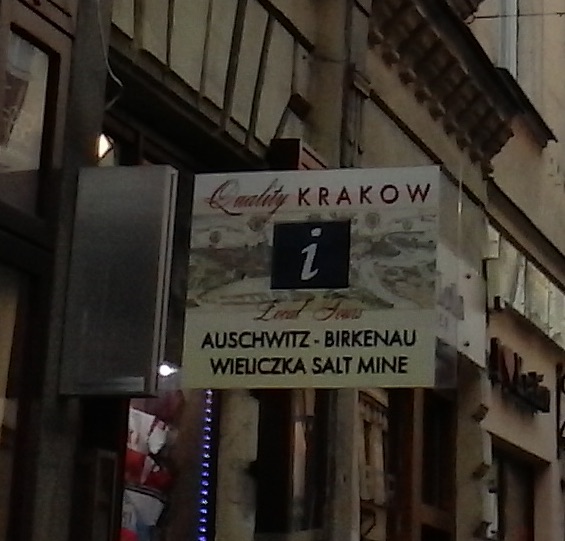 Quality KRAKOW
i
Local Tours
AUSCHWITZ - BIRKENAU
WIELICZKA SALT MINE